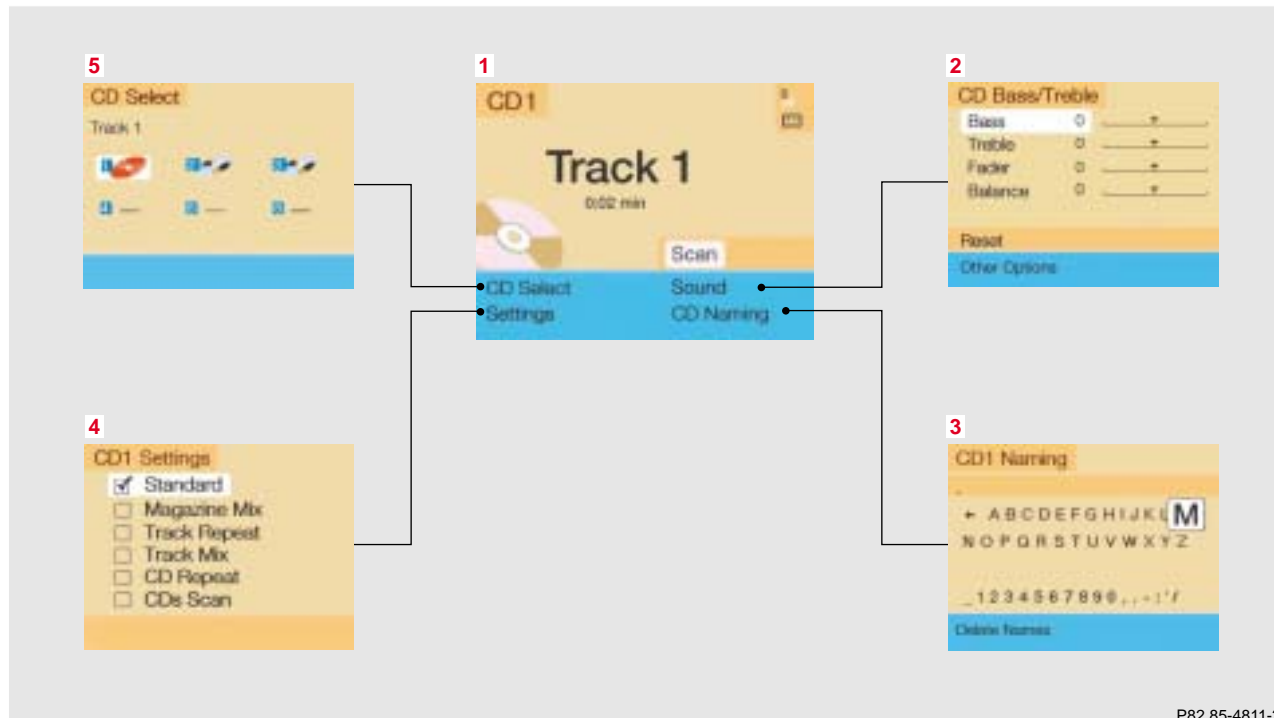 5
CD Select
Track 1
1
CD1
Track 1
0:02 min
Scan
CD Select
Sound
Settings
CD Naming
2
CD Bass/Treble
Bass 0
Treble 0
Fader 0
Balance 0
Reset
Other Options
4
CD1 Settings
Standard
Magazine Mix
Track Repeat
Track Mix
CD Repeat
CDs Scan
3
CD1 Naming
← A B C D E F G H I J K L M
N O P Q R S T U V W X Y Z
_ 1 2 3 4 5 6 7 8 9 0
Delete Names
P82.85-4811-